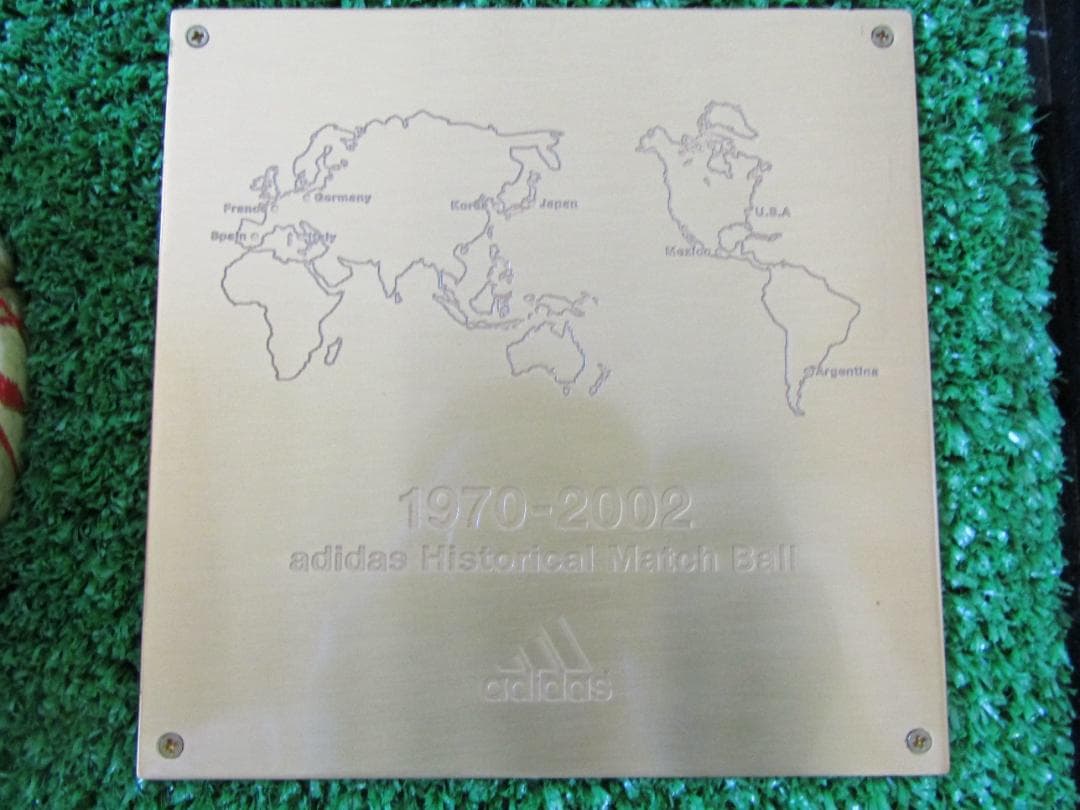 Germany
France
Korea
Japan
U.S.A
Spain
Italy
Mexico
Argentina
1970-2002
adidas Historical Match Ball
adidas